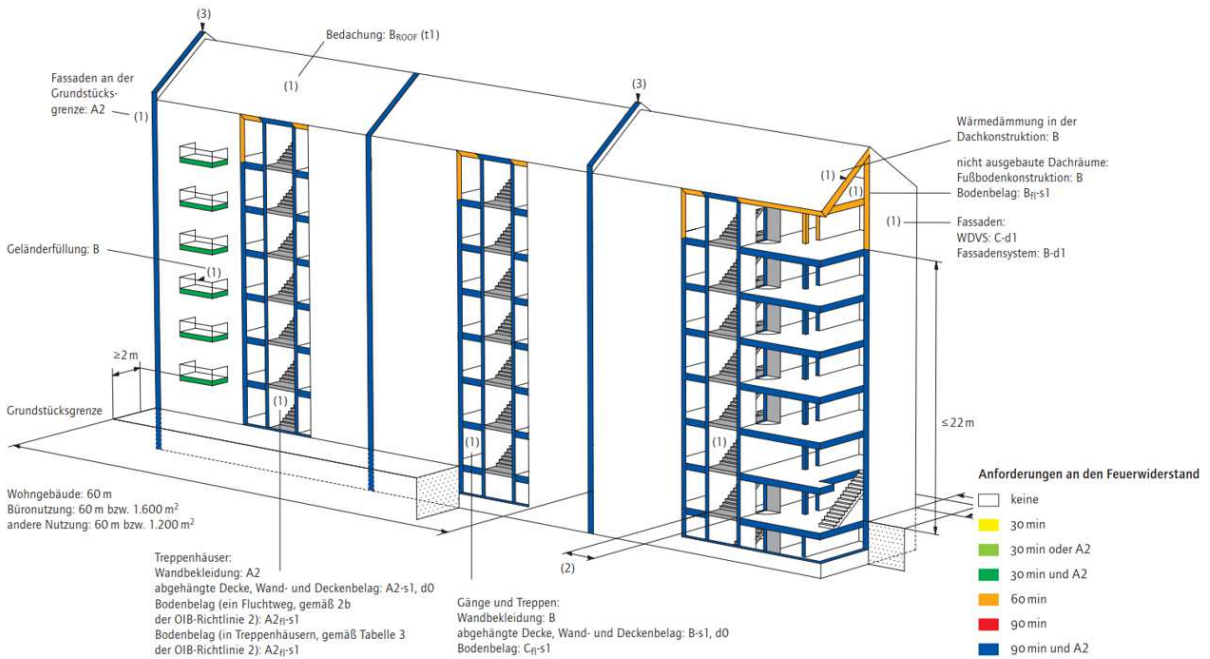 (3)
Bedachung: BROOF (t1)
(1)
Fassaden an der
Grundstücks-
grenze: A2
(1)
(3)
Wärmedämmung in der
Dachkonstruktion: B
(1)
nicht ausgebaute Dachräume:
Fußbodenkonstruktion: B
Bodenbelag: Bfl-s1
(1)
(1)
Fassaden:
WDVS: C-d1
Fassadensystem: B-d1
Geländerfüllung: B
(1)
≥2 m
Grundstücksgrenze
(1)
(1)
(1)
≤ 22 m
Wohngebäude: 60 m
Büronutzung: 60 m bzw. 1.600 m²
andere Nutzung: 60 m bzw. 1.200 m²
(2)
Treppenhäuser:
Wandbekleidung: A2
abgehängte Decke, Wand- und Deckenbelag: A2-s1, d0
Bodenbelag (ein Fluchtweg, gemäß 2b
der OIB-Richtlinie 2): A2fl-s1
Bodenbelag (in Treppenhäusern, gemäß Tabelle 3
der OIB-Richtlinie 2): A2fl-s1
Gänge und Treppen:
Wandbekleidung: B
abgehängte Decke, Wand- und Deckenbelag: B-s1, d0
Bodenbelag: Cfl-s1
Anforderungen an den Feuerwiderstand
keine
30 min
30 min oder A2
30 min und A2
60 min
90 min
90 min und A2